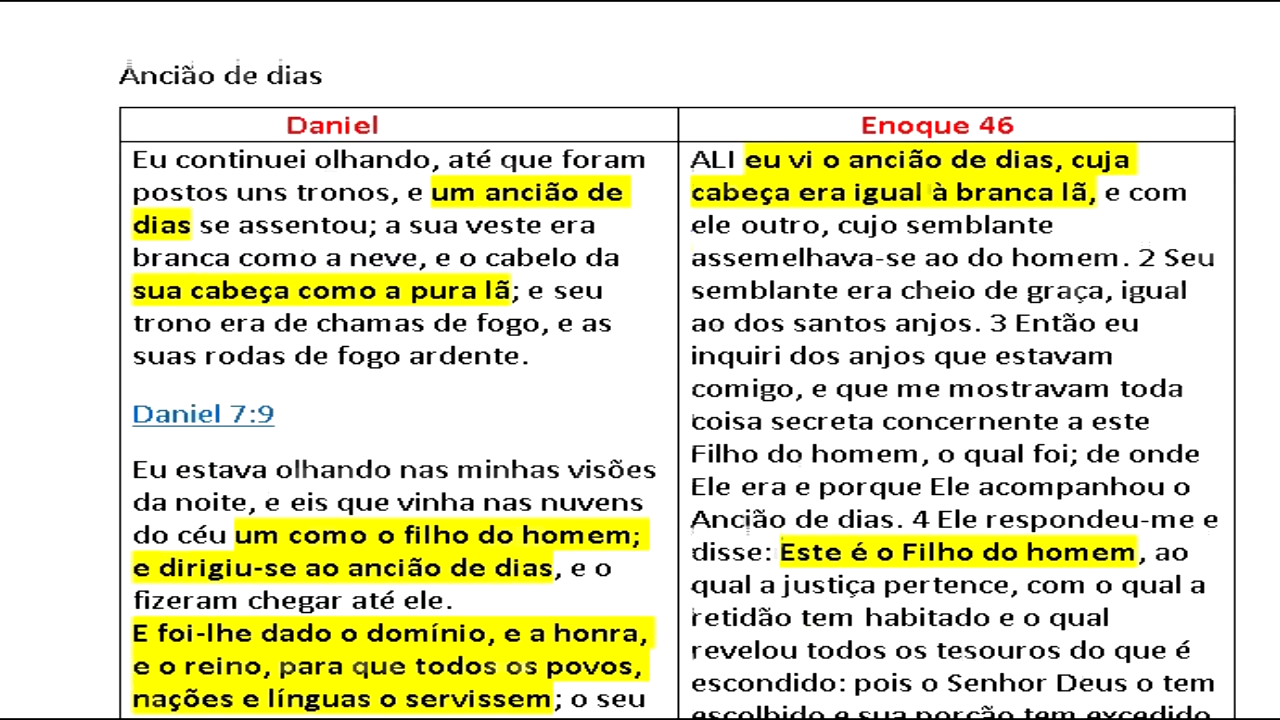 Ancião de dias
Daniel
Eu continuei olhando, até que foram
postos uns tronos, e um ancião de
dias se assentou; a sua veste era
branca como a neve, e o cabelo da
sua cabeça como a pura lã; e seu
trono era de chamas de fogo, e as
suas rodas de fogo ardente.
Daniel 7:9
Eu estava olhando nas minhas visões
da noite, e eis que vinha nas nuvens
do céu um como o filho do homem;
e dirigiu-se ao ancião de dias, e o
fizeram chegar até ele.
E foi-lhe dado o domínio, e a honra,
e o reino, para que todos os povos,
nações e línguas o servissem; o seu
Enoque 46
ALI eu vi o ancião de dias, cuja
cabeça era igual à branca lã, e com
ele outro, cujo semblante
assemelhava-se ao do homem. 2 Seu
semblante era cheio de graça, igual
ao dos santos anjos. 3 Então eu
inquiri dos anjos que estavam
comigo, e que me mostravam toda
coisa secreta concernente a este
Filho do homem, o qual foi; de onde
Ele era e porque Ele acompanhou o
Ancião de dias. 4 Ele respondeu-me e
disse: Este é o Filho do homem, ao
qual a justiça pertence, com o qual a
retidão tem habitado e o qual
revelou todos os tesouros do que é
escondido: pois o Senhor Deus o tem
escolhido e sua porção tem excedido